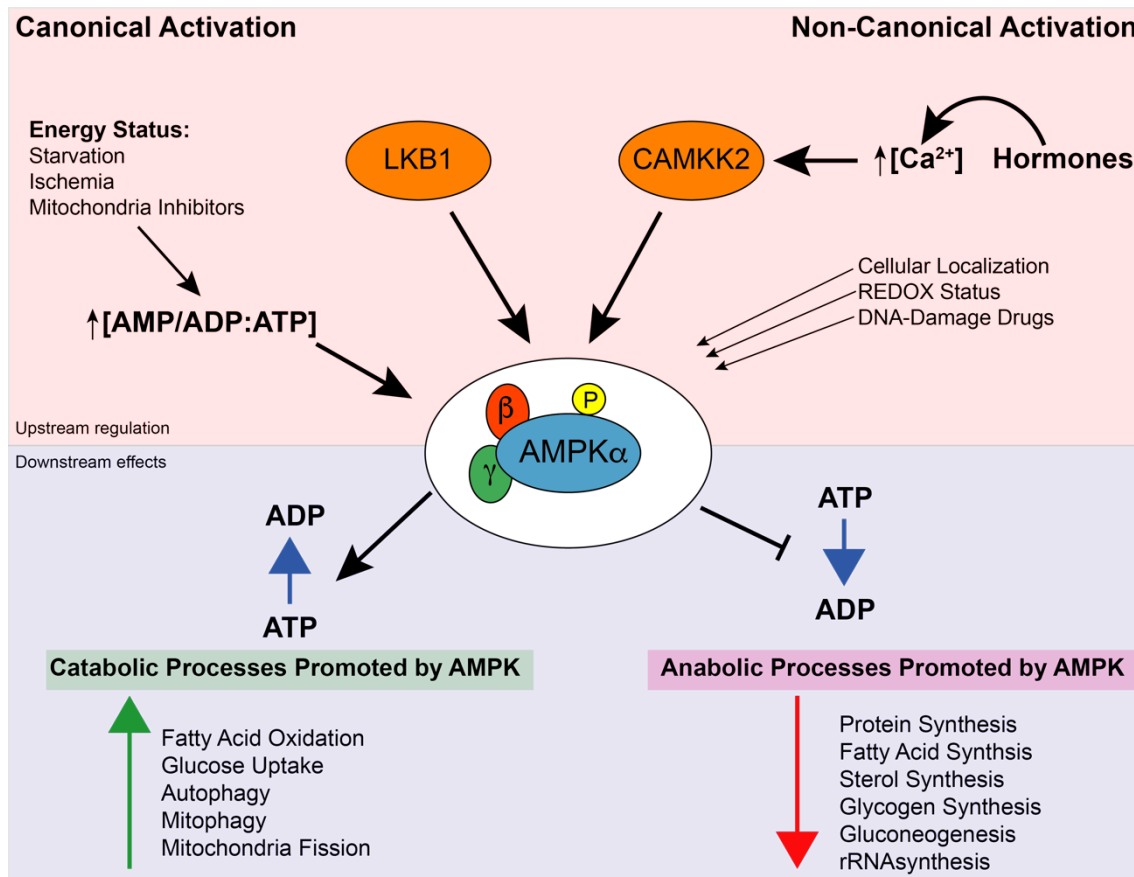 Canonical Activation
Non-Canonical Activation
Energy Status:
Starvation
Ischemia
Mitochondria Inhibitors
↑[AMP/ADP:ATP]
LKB1
CAMKK2
↑[Ca²⁺]
Hormones
Cellular Localization
REDOX Status
DNA-Damage Drugs
β
P
AMPKα
γ
Upstream regulation
Downstream effects
ADP
ATP
ATP
ADP
Catabolic Processes Promoted by AMPK
Fatty Acid Oxidation
Glucose Uptake
Autophagy
Mitophagy
Mitochondria Fission
Anabolic Processes Promoted by AMPK
Protein Synthesis
Fatty Acid Synthsis
Sterol Synthesis
Glycogen Synthesis
Gluconeogenesis
rRNAsynthesis